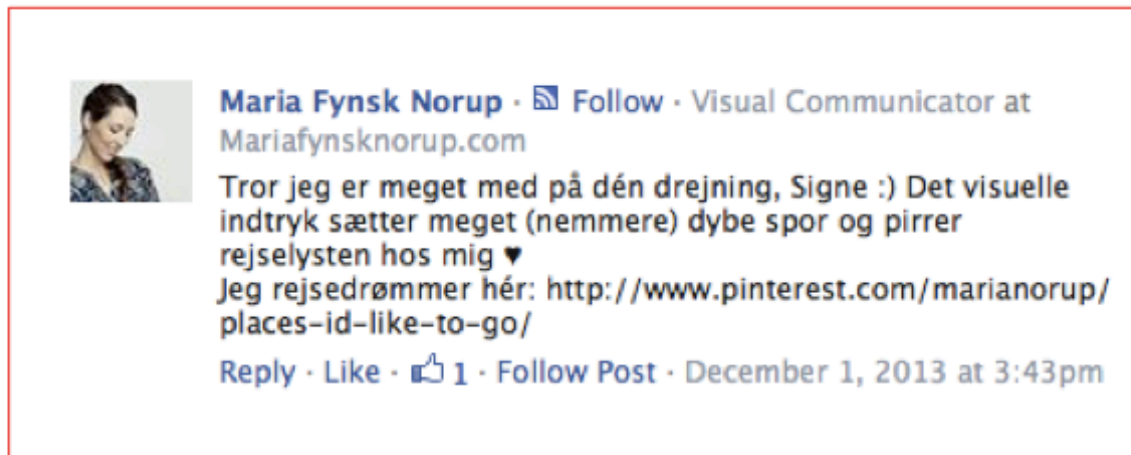 Maria Fynsk Norup · Follow · Visual Communicator at
Mariafynsknorup.com
Tror jeg er meget med på dén drejning, Signe :) Det visuelle
indtryk sætter meget (nemmere) dybe spor og pirrer
rejselysten hos mig ♥
Jeg rejsedrømmer hér: http://www.pinterest.com/marianorup/
places-id-like-to-go/
Reply · Like · 1 · Follow Post · December 1, 2013 at 3:43pm